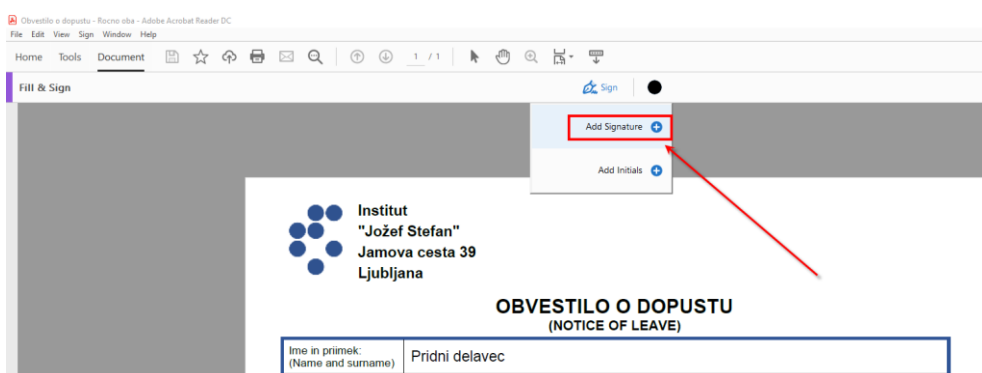 Obvestilo o dopustu - Rocno oba - Adobe Acrobat Reader DC
File Edit View Sign Window Help
Home Tools Document 1 / 1
Fill & Sign Sign
Add Signature
Add Initials
Institut
"Jožef Stefan"
Jamova cesta 39
Ljubljana
OBVESTILO O DOPUSTU
(NOTICE OF LEAVE)
Ime in priimek:
(Name and surname) Pridni delavec